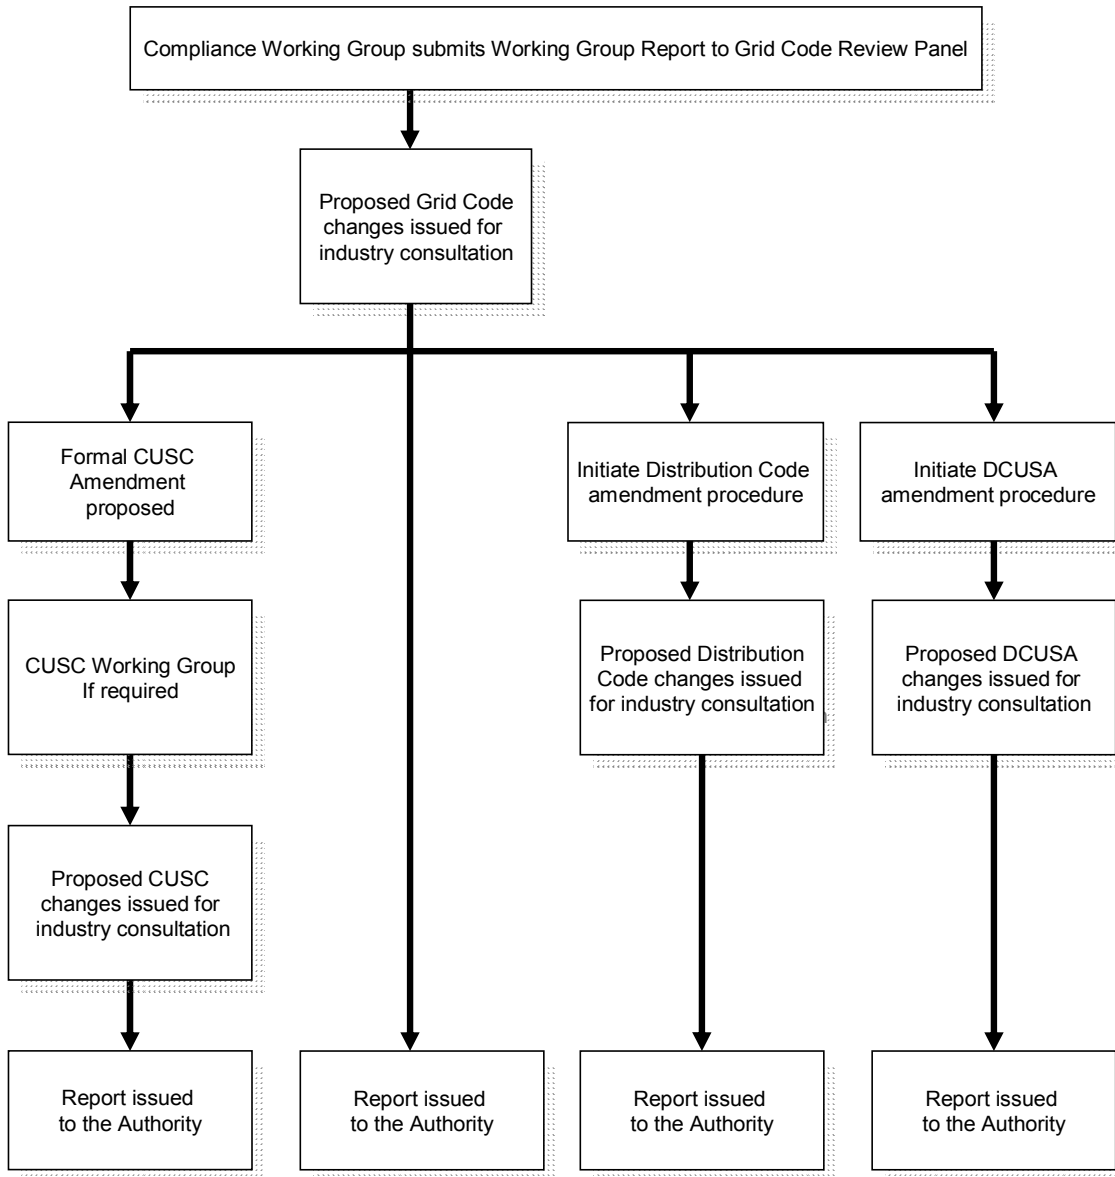 Compliance Working Group submits Working Group Report to Grid Code Review Panel
Proposed Grid Code
changes issued for
industry consultation
Formal CUSC
Amendment
proposed
Initiate Distribution Code
amendment procedure
Initiate DCUSA
amendment procedure
CUSC Working Group
If required
Proposed Distribution
Code changes issued
for industry consultation
Proposed DCUSA
changes issued for
industry consultation
Proposed CUSC
changes issued for
industry consultation
Report issued
to the Authority
Report issued
to the Authority
Report issued
to the Authority
Report issued
to the Authority